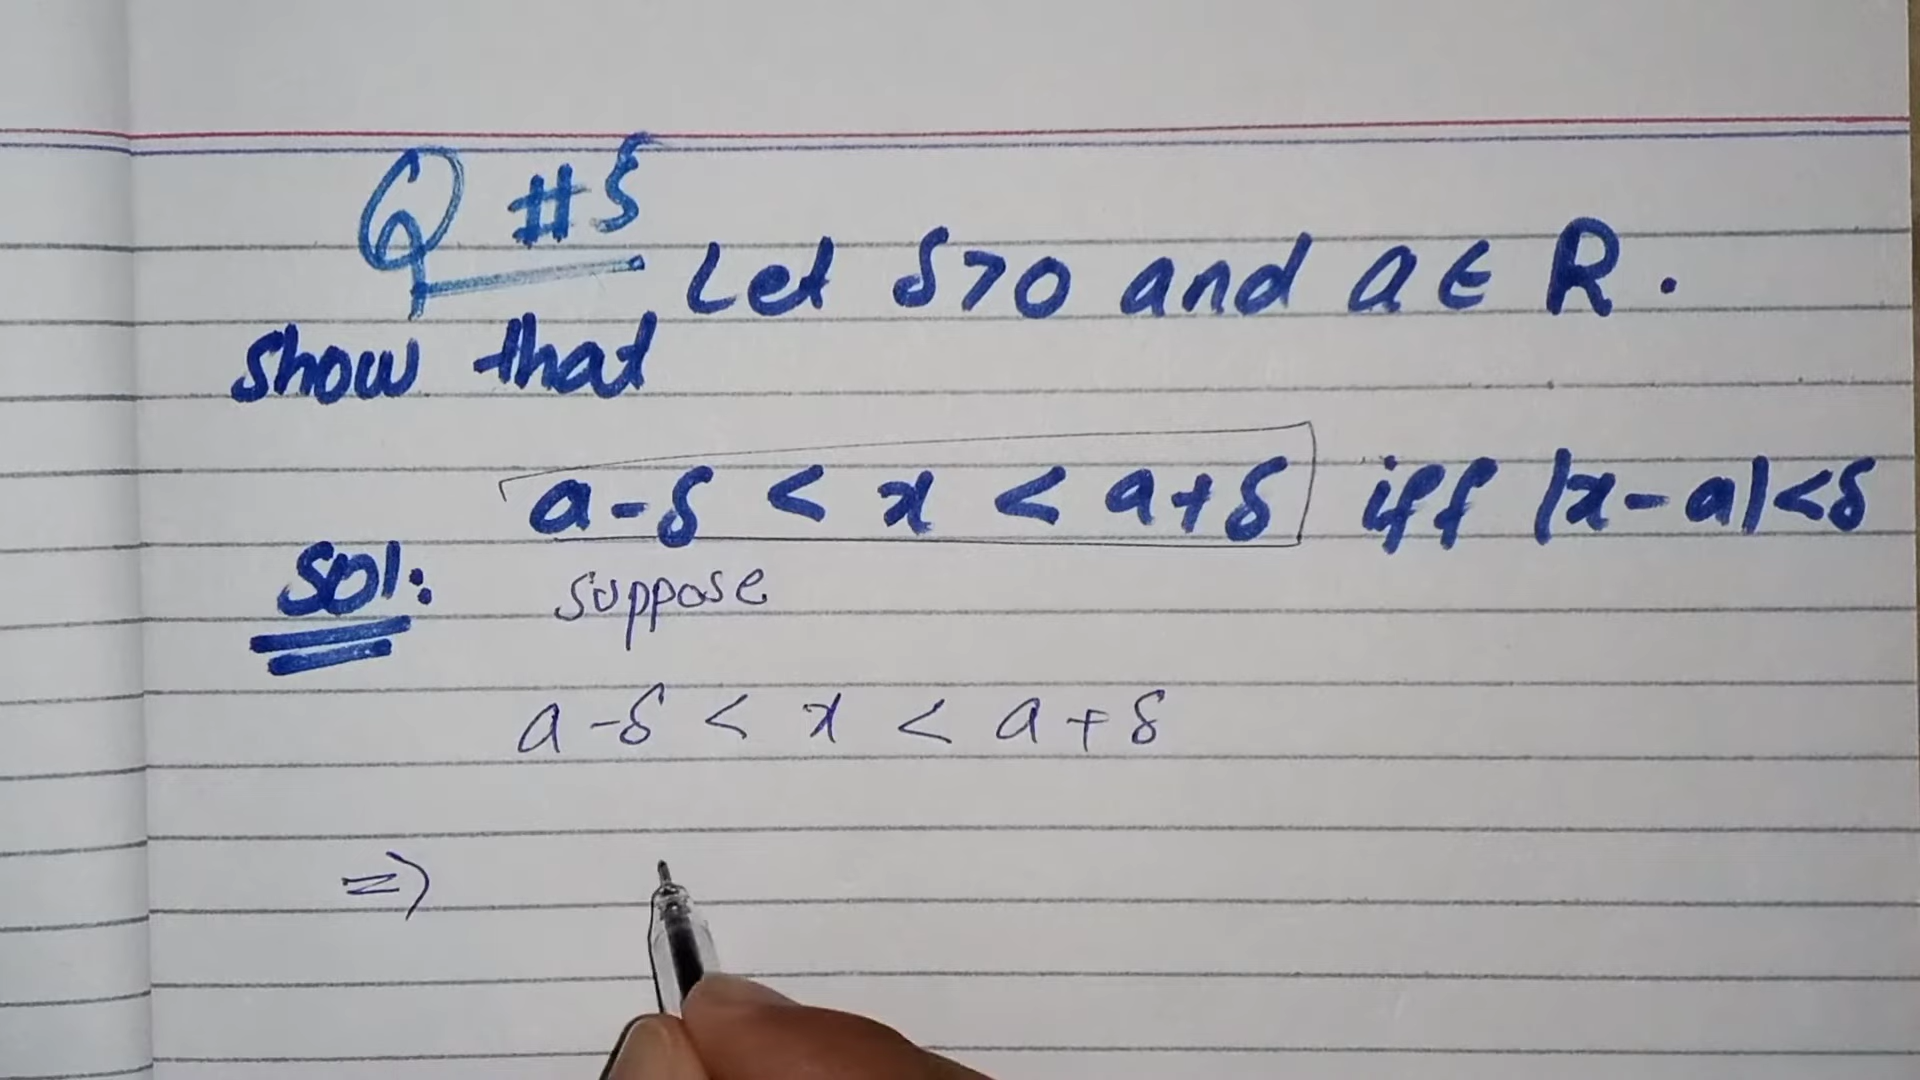 Q #5
Let δ>0 and a ∈ R.
show that
a-δ < x < a+δ iff |x-a|<δ
Sol: suppose
a-δ < x < a+δ
=>